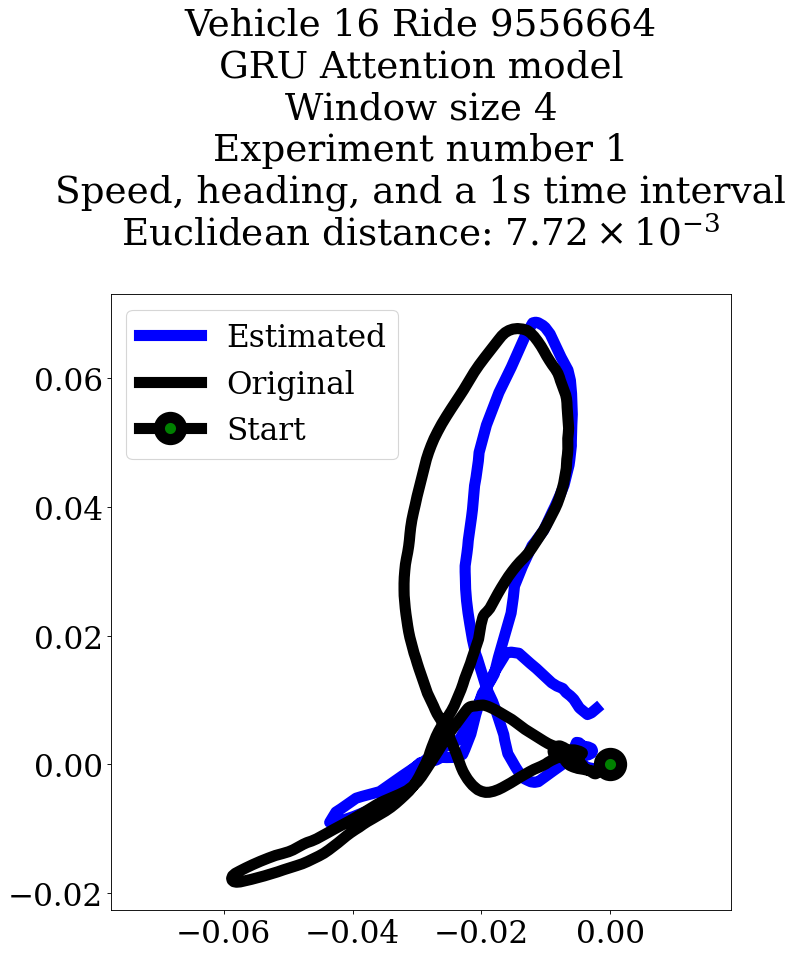 Vehicle 16 Ride 9556664
GRU Attention model
Window size 4
Experiment number 1
Speed, heading, and a 1s time interval
Euclidean distance: 7.72 × 10⁻³
Estimated
Original
Start
0.06
0.04
0.02
0.00
−0.02
−0.06
−0.04
−0.02
0.00